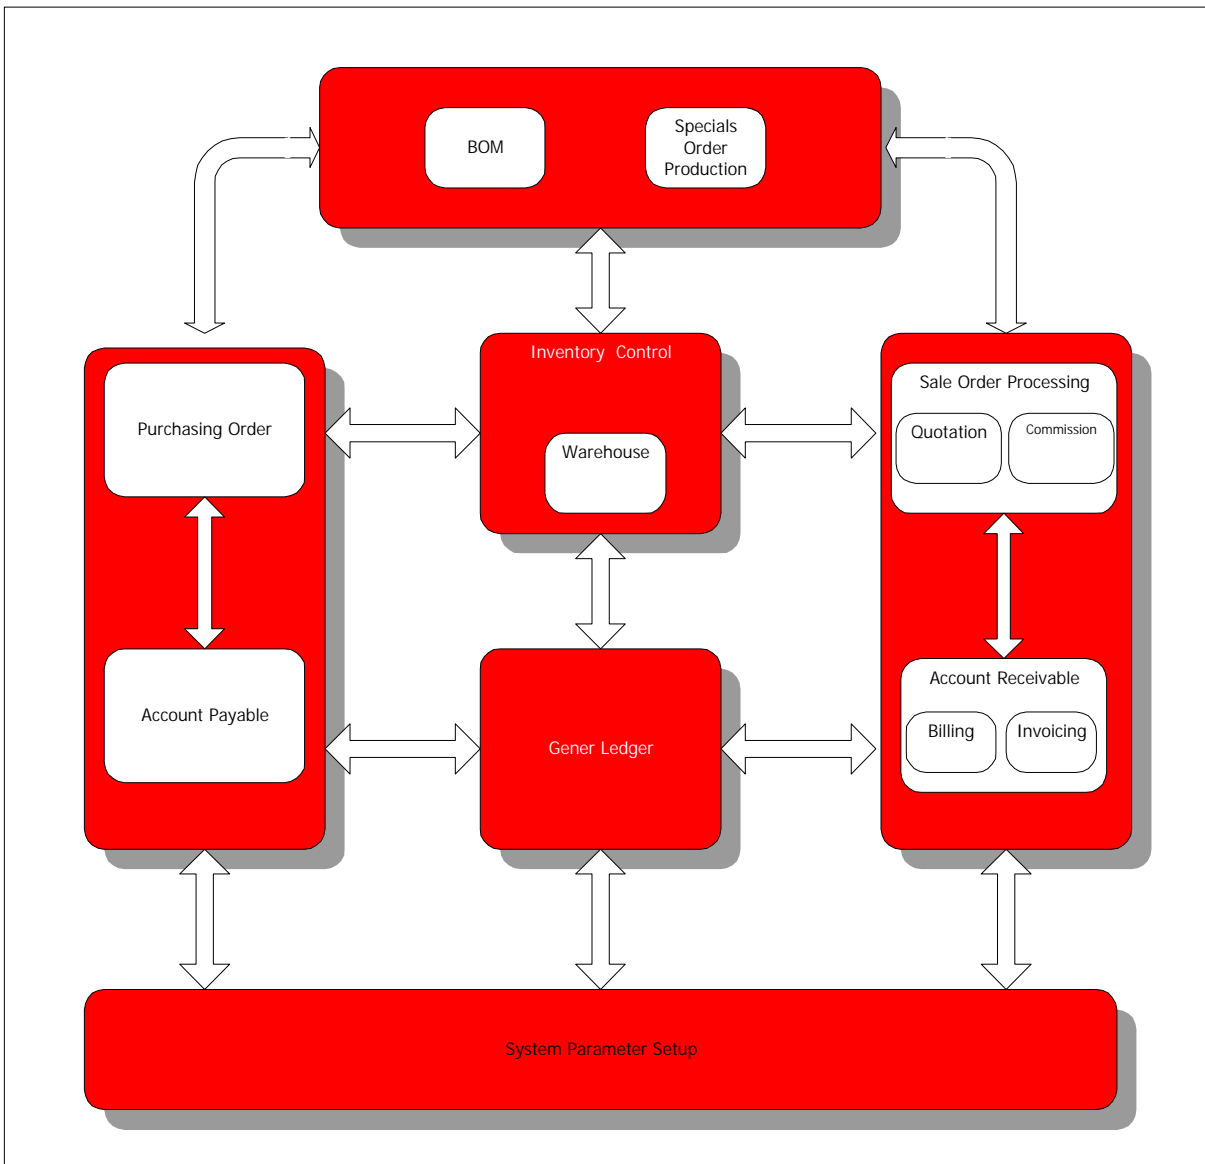 BOM
Specials
Order
Production
Inventory Control
Warehouse
Purchasing Order
Account Payable
Sale Order Processing
Quotation
Commission
Account Receivable
Billing
Invoicing
Gener Ledger
System Parameter Setup